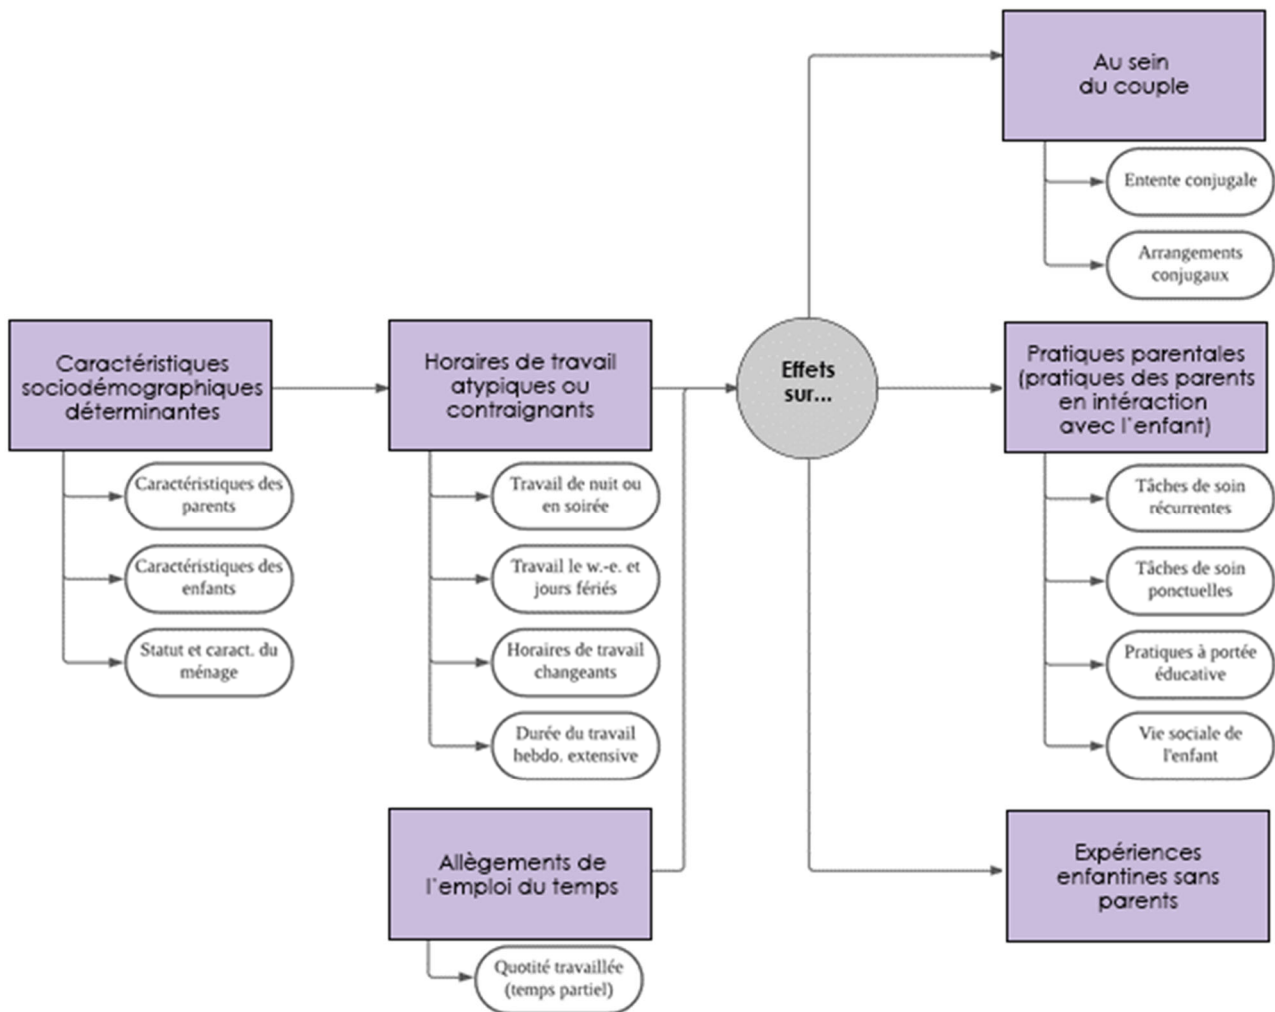 Au sein
du couple
Entente conjugale
Arrangements
conjugaux
Caractéristiques
sociodémographiques
déterminantes
Caractéristiques des
parents
Caractéristiques des
enfants
Statut et caract. du
ménage
Horaires de travail
atypiques ou
contraignants
Travail de nuit ou
en soirée
Travail le w.-e. et
jours fériés
Horaires de travail
changeants
Durée du travail
hebdo. extensive
Allègements de
l'emploi du temps
Quotité travaillée
(temps partiel)
Effets
sur...
Pratiques parentales
(pratiques des parents
en intéraction
avec l'enfant)
Tâches de soin
récurrentes
Tâches de soin
ponctuelles
Pratiques à portée
éducative
Vie sociale de
l'enfant
Expériences
enfantines sans
parents